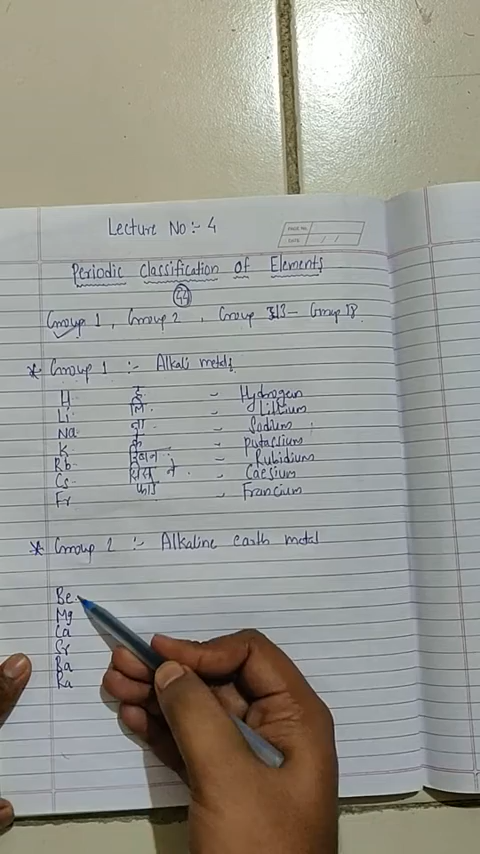 Lecture No:- 4
PAGE NO.
DATE / /
Periodic Classification of Elements
44
Group 1, Group 2, Group 13 - Group 18
* Group 1 :- Alkali metals
H ह - Hydrogen
Li लि - Lithium
Na ना - Sodium
K के - Potassium
Rb - Rubidium
Cs ने - Caesium
Fr - Francium
* Group 2 :- Alkaline earth metal
Be
Mg
Ca
Sr
Ba
Ra